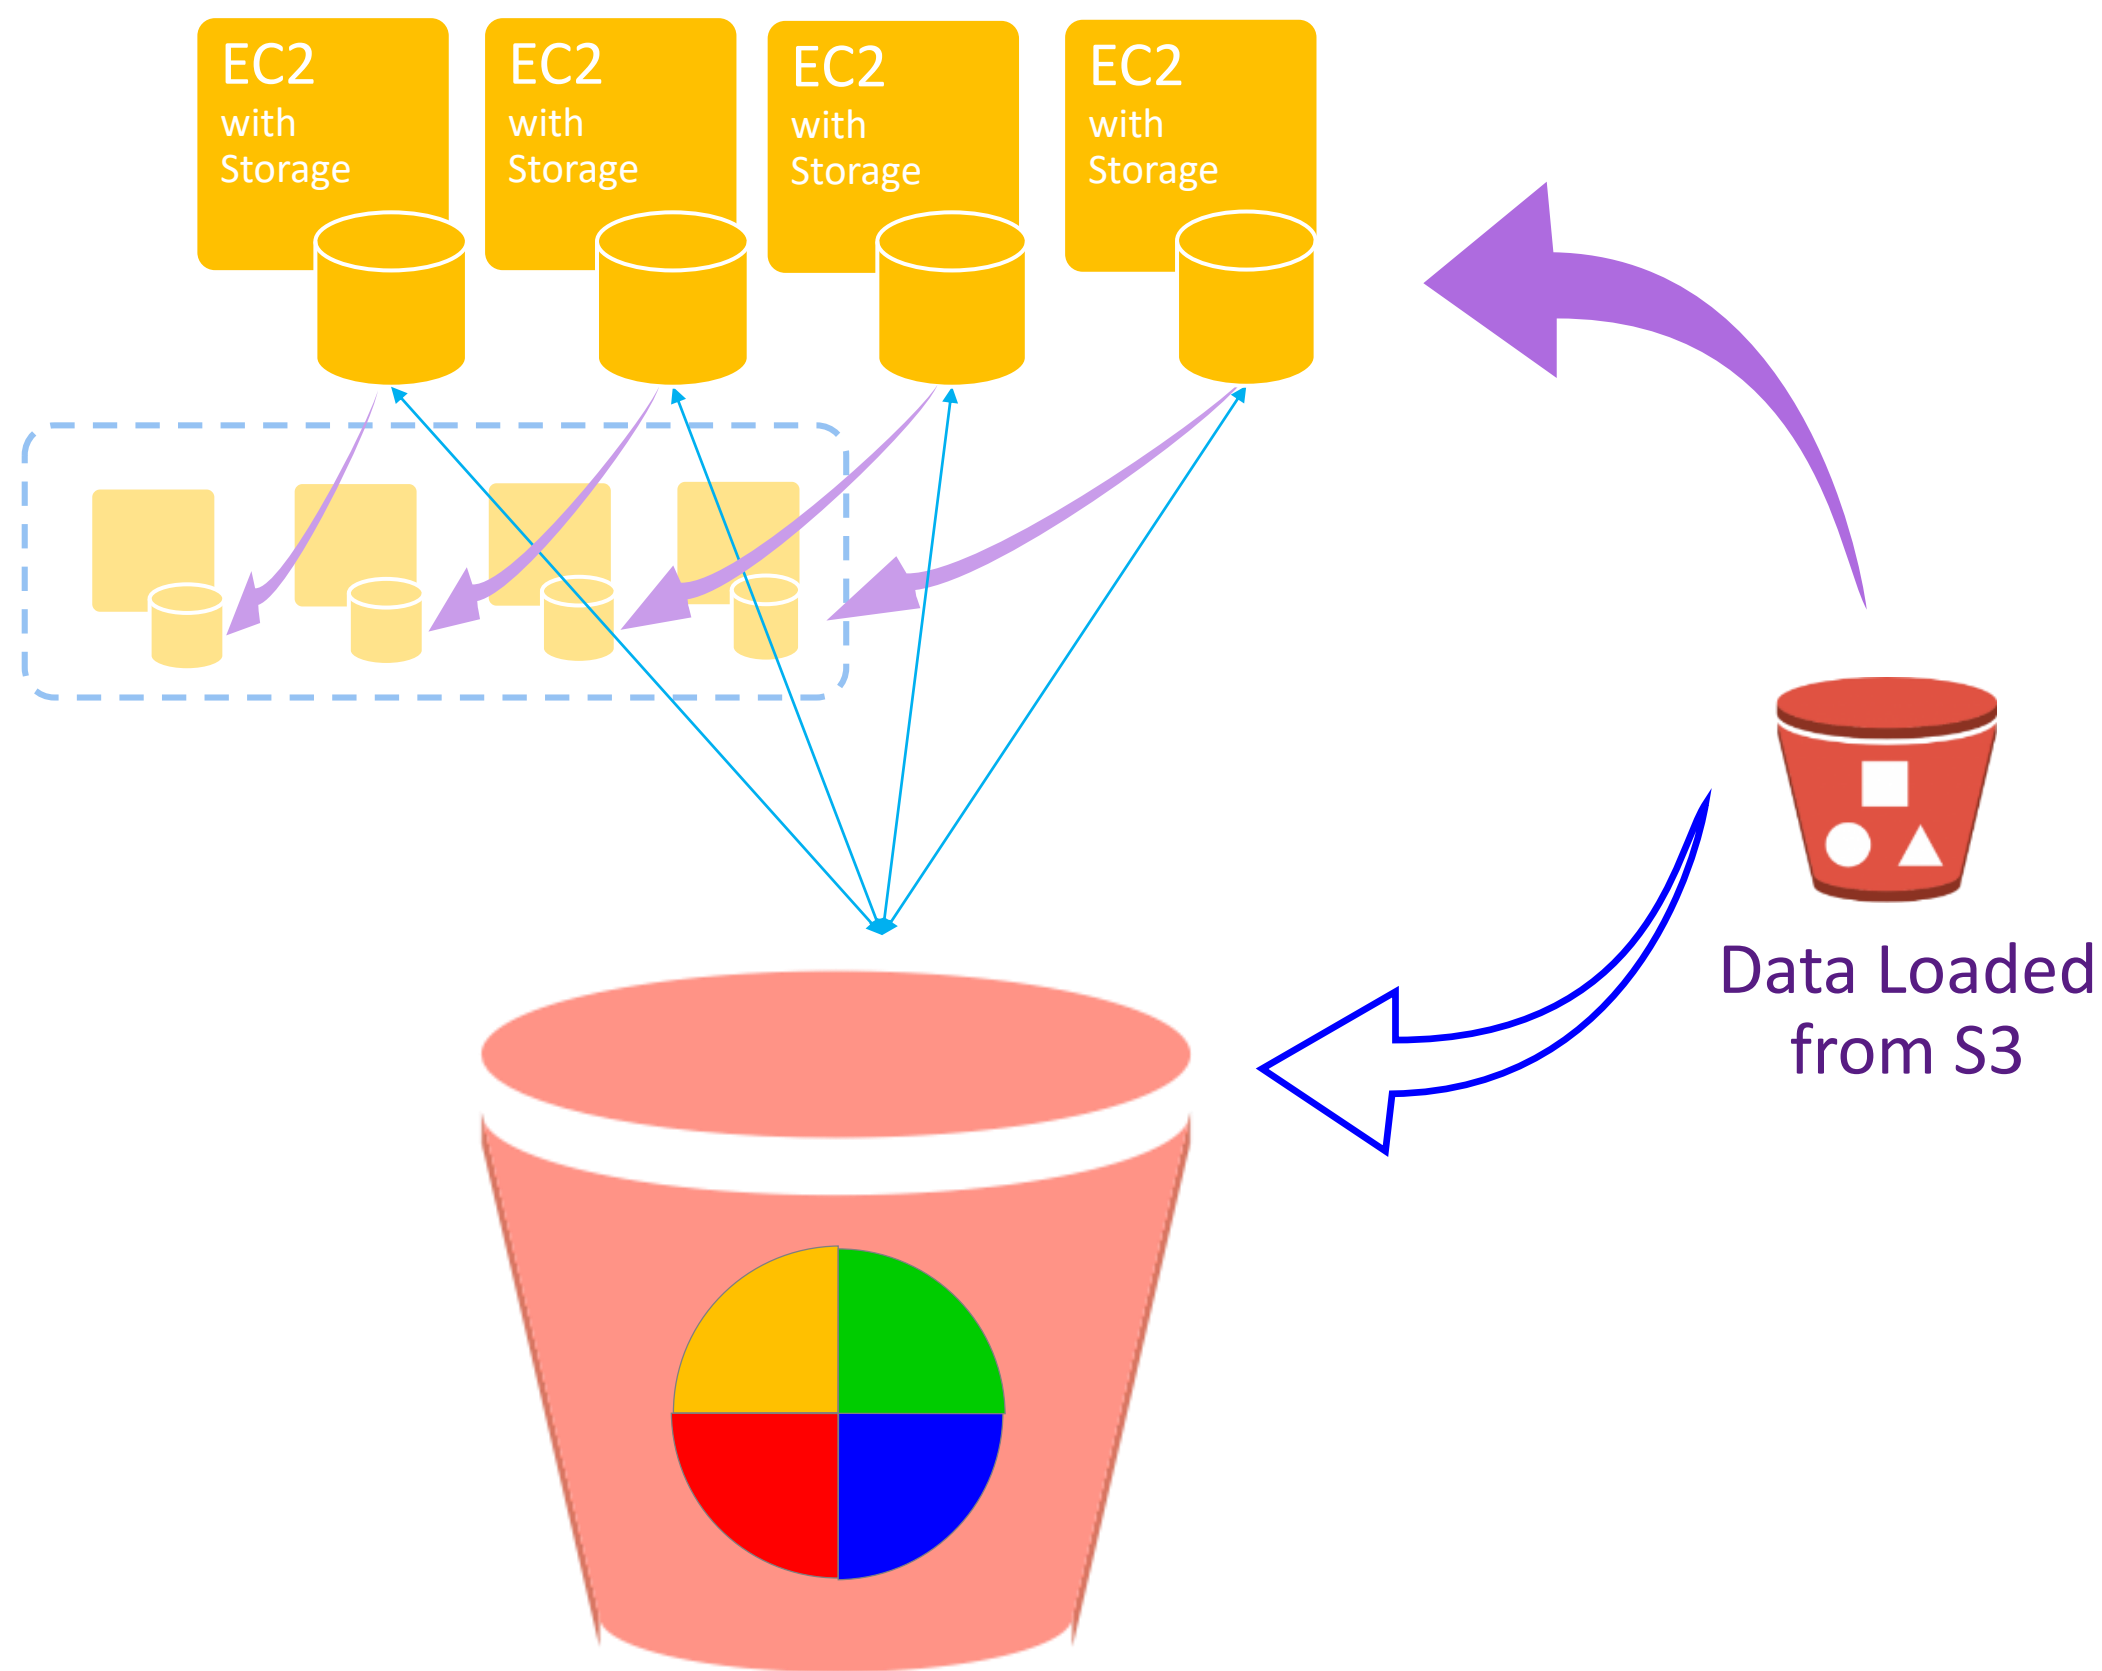 EC2
with
Storage
EC2
with
Storage
EC2
with
Storage
EC2
with
Storage
Data Loaded
from S3